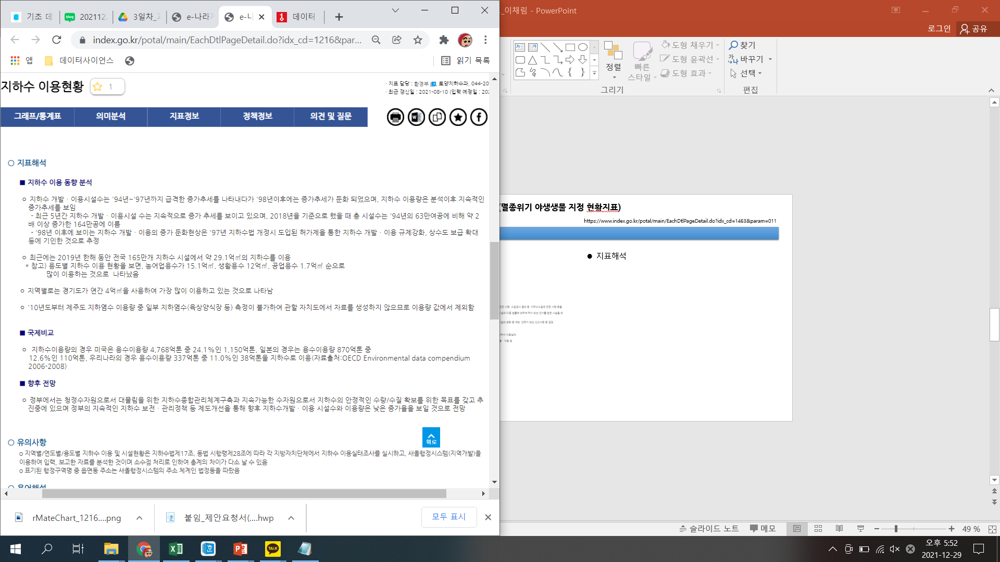 기초 데
20211 2
3일차_
e-나라
e-니
데이터
_이채림 - PowerPoint
로그인
공유
index.go.kr/potal/main/EachDtlPageDetail.do?idx_cd=1216&par...
앱
데이터사이언스
읽기 목록
정렬
빠른
스타일
도형 채우기
도형 윤곽선
도형 효과
찾기
바꾸기
선택
그리기
편집
지하수 이용현황
1
· 지표 담당 : 환경부 , 토양지하수과, 044-20
· 최근 갱신일 : 2021-08-10 (입력 예정일 : 202
그래프/통계표
의미분석
지표정보
정책정보
의견 및 질문
○ 지표해석
■ 지하수 이용 동향 분석
ㅇ 지하수 개발ㆍ이용시설수는 '94년~'97년까지 급격한 증가추세를 나타내다가 '98년이후에는 증가추세가 둔화 되었으며, 지하수 이용량은 분석이후 지속적인
증가추세를 보임
- 최근 5년간 지하수 개발ㆍ이용시설 수는 지속적으로 증가 추세를 보이고 있으며, 2018년을 기준으로 했을 때 총 시설수는 '94년의 63만여공에 비해 약 2
배 이상 증가한 164만공에 이름
- '98년 이후에 보이는 지하수 개발ㆍ이용의 증가 둔화현상은 '97년 지하수법 개정시 도입된 허가제을 통한 지하수 개발ㆍ이용 규제강화, 상수도 보급 확대
등에 기인한 것으로 추정
ㅇ 최근에는 2019년 한해 동안 전국 165만개 지하수 시설에서 약 29.1억㎥의 지하수를 이용
* 참고) 용도별 지하수 이용 현황을 보면, 농어업용수가 15.1억㎥, 생활용수 12억㎥, 공업용수 1.7억㎥ 순으로
많이 이용하는 것으로 나타났음
ㅇ 지역별로는 경기도가 연간 4억㎥을 사용하여 가장 많이 이용하고 있는 것으로 나타남
ㅇ '10년도부터 제주도 지하염수 이용량 중 일부 지하염수(육상양식장 등) 측정이 불가하여 관할 자치도에서 자료를 생성하지 않으므로 이용량 값에서 제외함
■ 국제비교
ㅇ 지하수이용량의 경우 미국은 용수이용량 4,768억톤 중 24.1%인 1,150억톤, 일본의 경우는 용수이용량 870억톤 중
12.6%인 110억톤, 우리나라의 경우 용수이용량 337억톤 중 11.0%인 38억톤을 지하수로 이용(자료출처:OECD Environmental data compendium
2006-2008)
■ 향후 전망
ㅇ 정부에서는 청정수자원으로서 대물림을 위한 지하수종합관리체계구축과 지속가능한 수자원으로서 지하수의 안정적인 수량/수질 확보를 위한 목표를 갖고 추
진중에 있으며 정부의 지속적인 지하수 보전ㆍ관리정책 등 제도개선을 통해 향후 지하수개발ㆍ이용 시설수와 이용량은 낮은 증가율을 보일 것으로 전망
위로
○ 유의사항
o 지역별/연도별/용도별 지하수 이용 및 시설현황은 지하수법제17조, 동법 시행령제28조에 따라 각 지방자치단체에서 지하수 이용실태조사를 실시하고, 새올행정시스템(지역개발)을
이용하여 입력, 보고한 자료를 분석한 것이며 소수점 처리로 인하여 총계의 차이가 다소 날 수 있음
o 표기된 행정구역명 중 읍면동 주소는 새올행정시스템의 주소 체계인 법정동을 따랐음
○ 용어해석
(멸종위기 야생생물 지정 현황지표)
https://www.index.go.kr/potal/main/EachDtlPageDetail.do?idx_cd=1463&param=011
● 지표해석
rMateChart_1216....png
붙임_제안요청서(....hwp
모두 표시
슬라이드 노트
메모
49 %
오후 5:52
2021-12-29